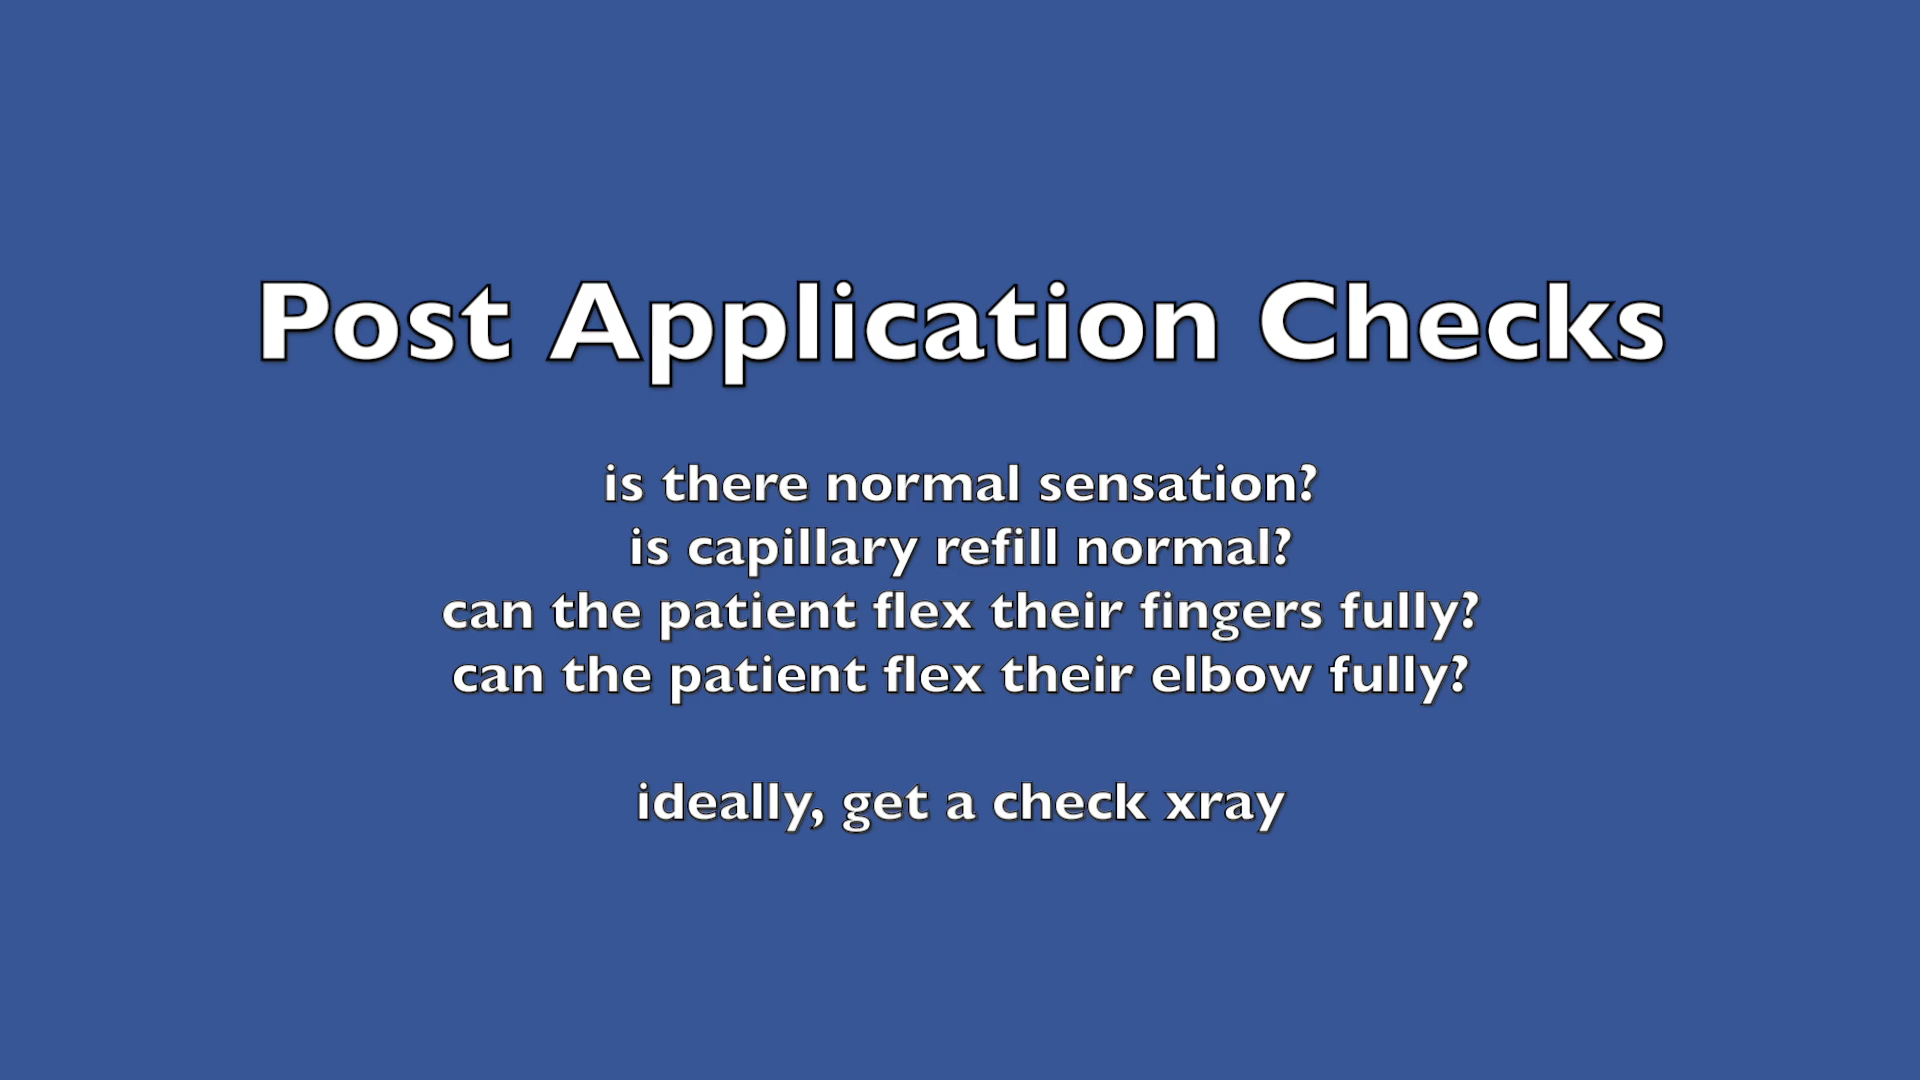 Post Application Checks
is there normal sensation?
is capillary refill normal?
can the patient flex their fingers fully?
can the patient flex their elbow fully?
ideally, get a check xray